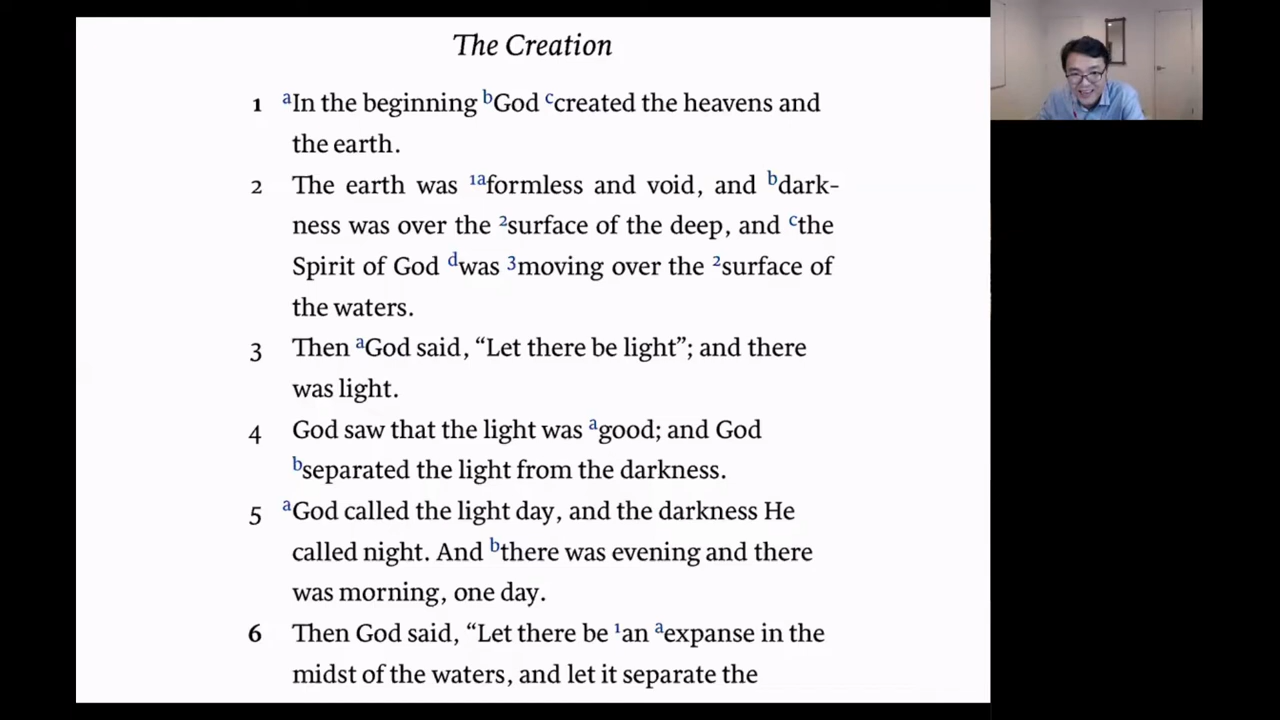 The Creation
1 aIn the beginning bGod ccreated the heavens and
the earth.
2 The earth was 1aformless and void, and bdark-
ness was over the 2surface of the deep, and cthe
Spirit of God dwas 3moving over the 2surface of
the waters.
3 Then aGod said, “Let there be light”; and there
was light.
4 God saw that the light was agood; and God
bseparated the light from the darkness.
5 aGod called the light day, and the darkness He
called night. And bthere was evening and there
was morning, one day.
6 Then God said, “Let there be 1an aexpanse in the
midst of the waters, and let it separate the